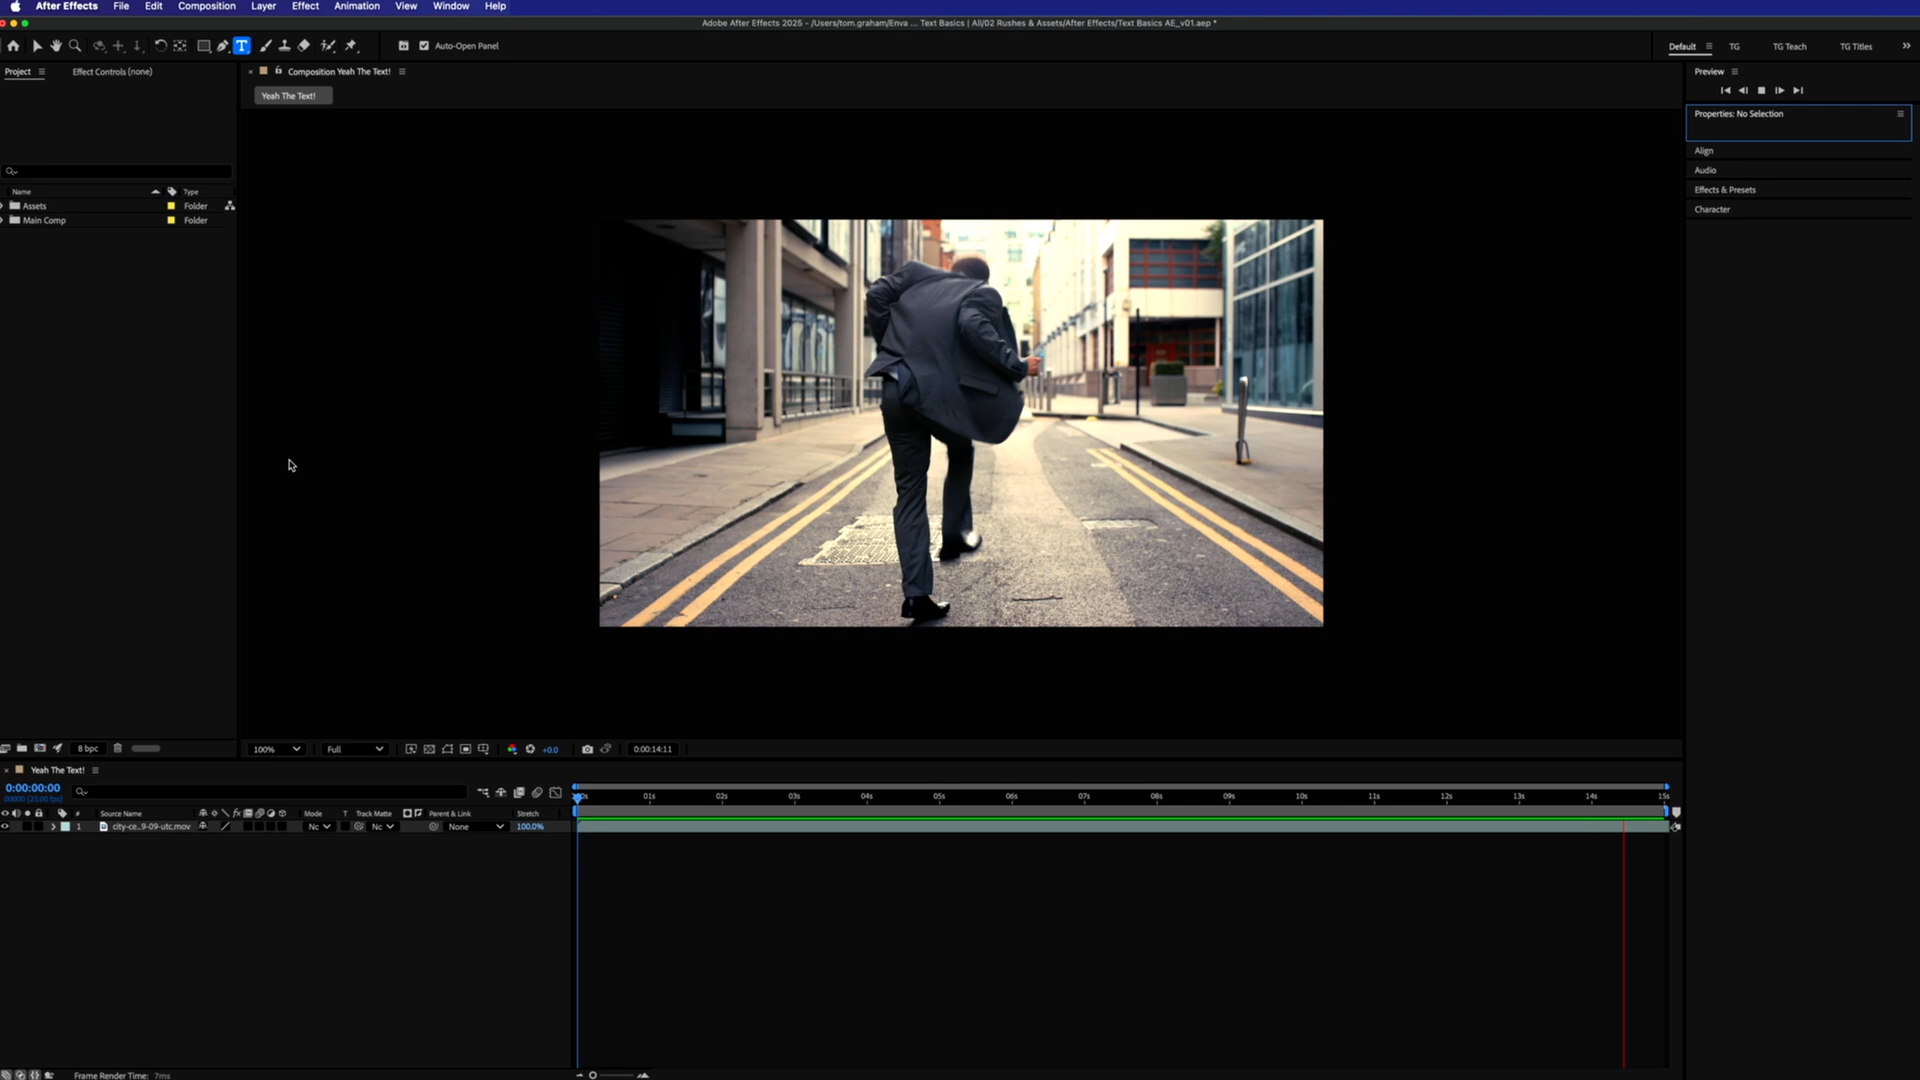 After Effects File Edit Composition Layer Effect Animation View Window Help
Adobe After Effects 2025 - /Users/tom.graham/Enva ... Text Basics | All/02 Rushes & Assets/After Effects/Text Basics AE_v01.aep *
T Auto-Open Panel Default TG TG Teach TG Titles
Project Effect Controls (none) Composition Yeah The Text! Preview
Yeah The Text!
Properties: No Selection
Align
Audio
Effects & Presets
Character
Name Type
Assets Folder
Main Comp Folder
8 bpc 100% Full +0.0 0:00:14:11
Yeah The Text!
0:00:00:00
00000 (25.00 fps)
01s 02s 03s 04s 05s 06s 07s 08s 09s 10s 11s 12s 13s 14s 15s
# Source Name Mode T Track Matte Parent & Link Stretch
1 city-ce...9-09-utc.mov Nc Nc None 100.0%
Frame Render Time: 7ms